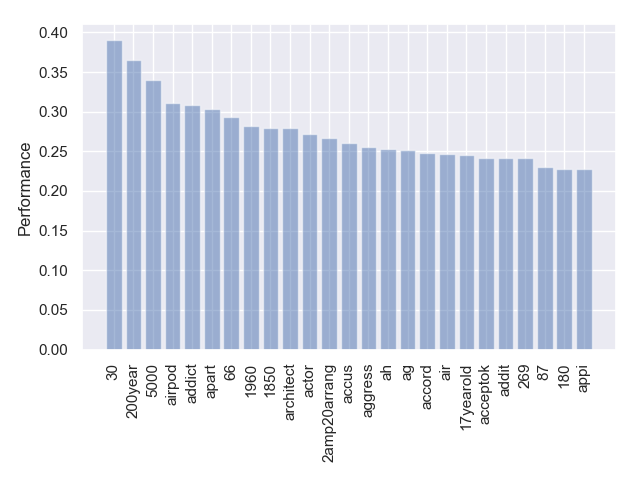 0.40
0.35
0.30
0.25
0.20
0.15
0.10
0.05
0.00
Performance
30
200year
5000
airpod
addict
apart
66
1960
1850
architect
actor
2amp20arrang
accus
aggress
ah
ag
accord
air
17yearold
acceptok
addit
269
87
180
appi